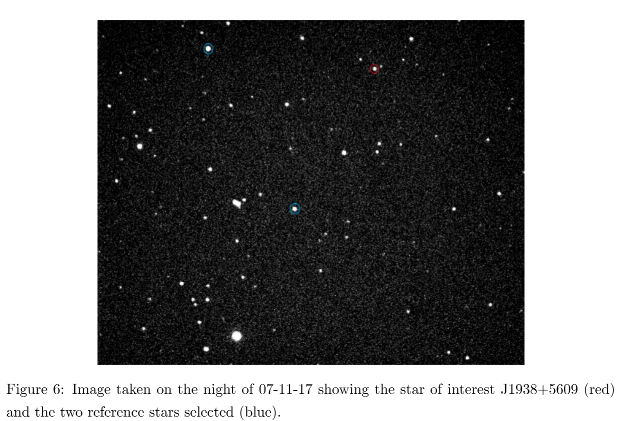 Figure 6: Image taken on the night of 07-11-17 showing the star of interest J1938+5609 (red)
and the two reference stars selected (blue).